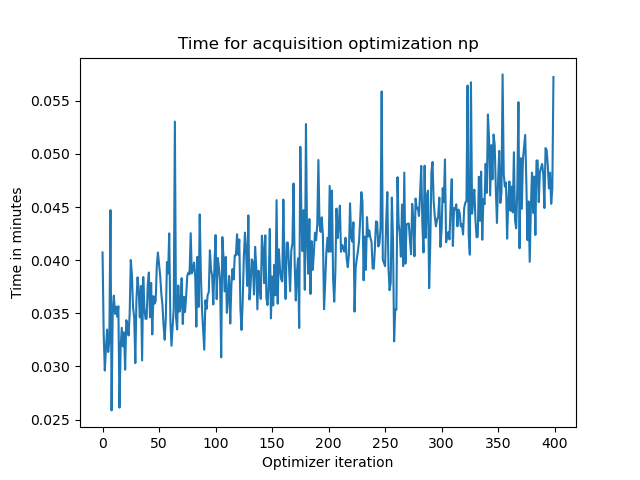 Time for acquisition optimization np
Time in minutes
0.055
0.050
0.045
0.040
0.035
0.030
0.025
0 50 100 150 200 250 300 350 400
Optimizer iteration